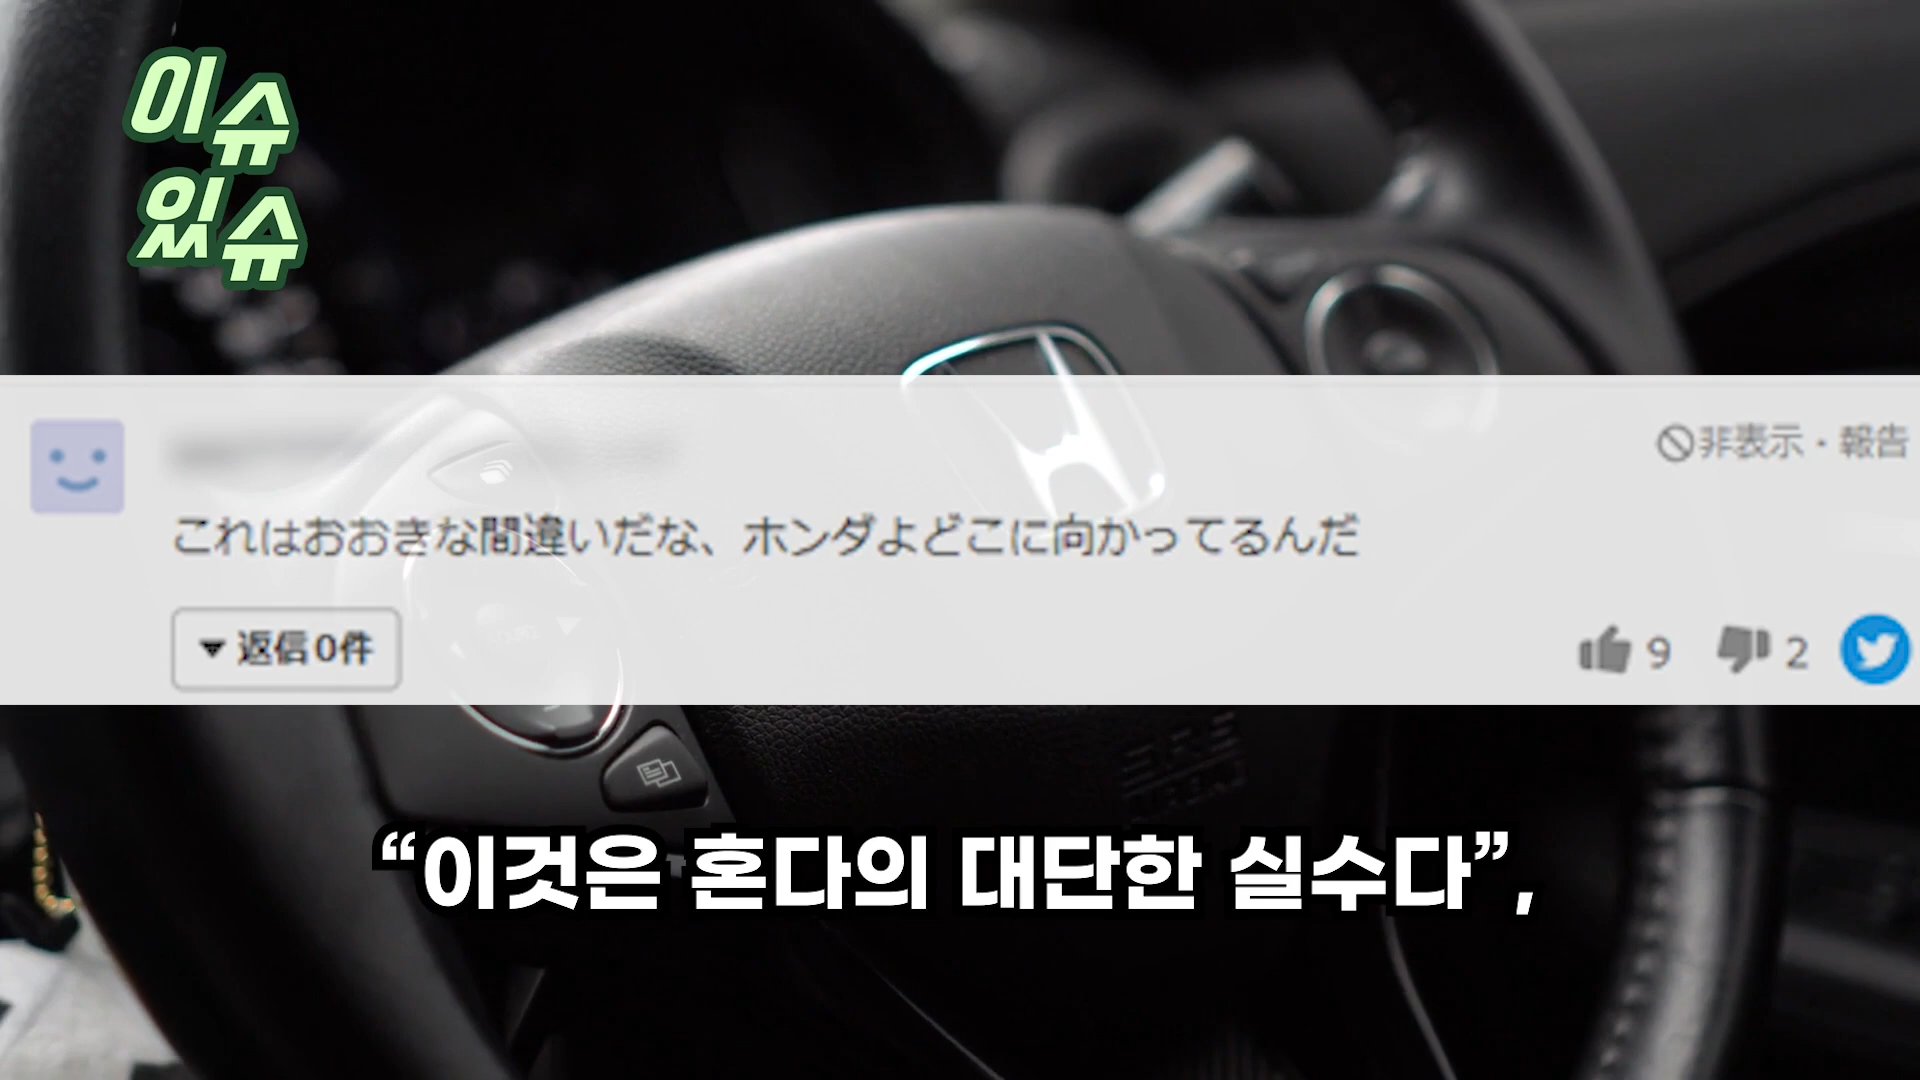 이슈
있슈
非表示・報告
これはおおきな間違いだな、ホンダよどこに向かってるんだ
返信0件
9
2
“이것은 혼다의 대단한 실수다”,